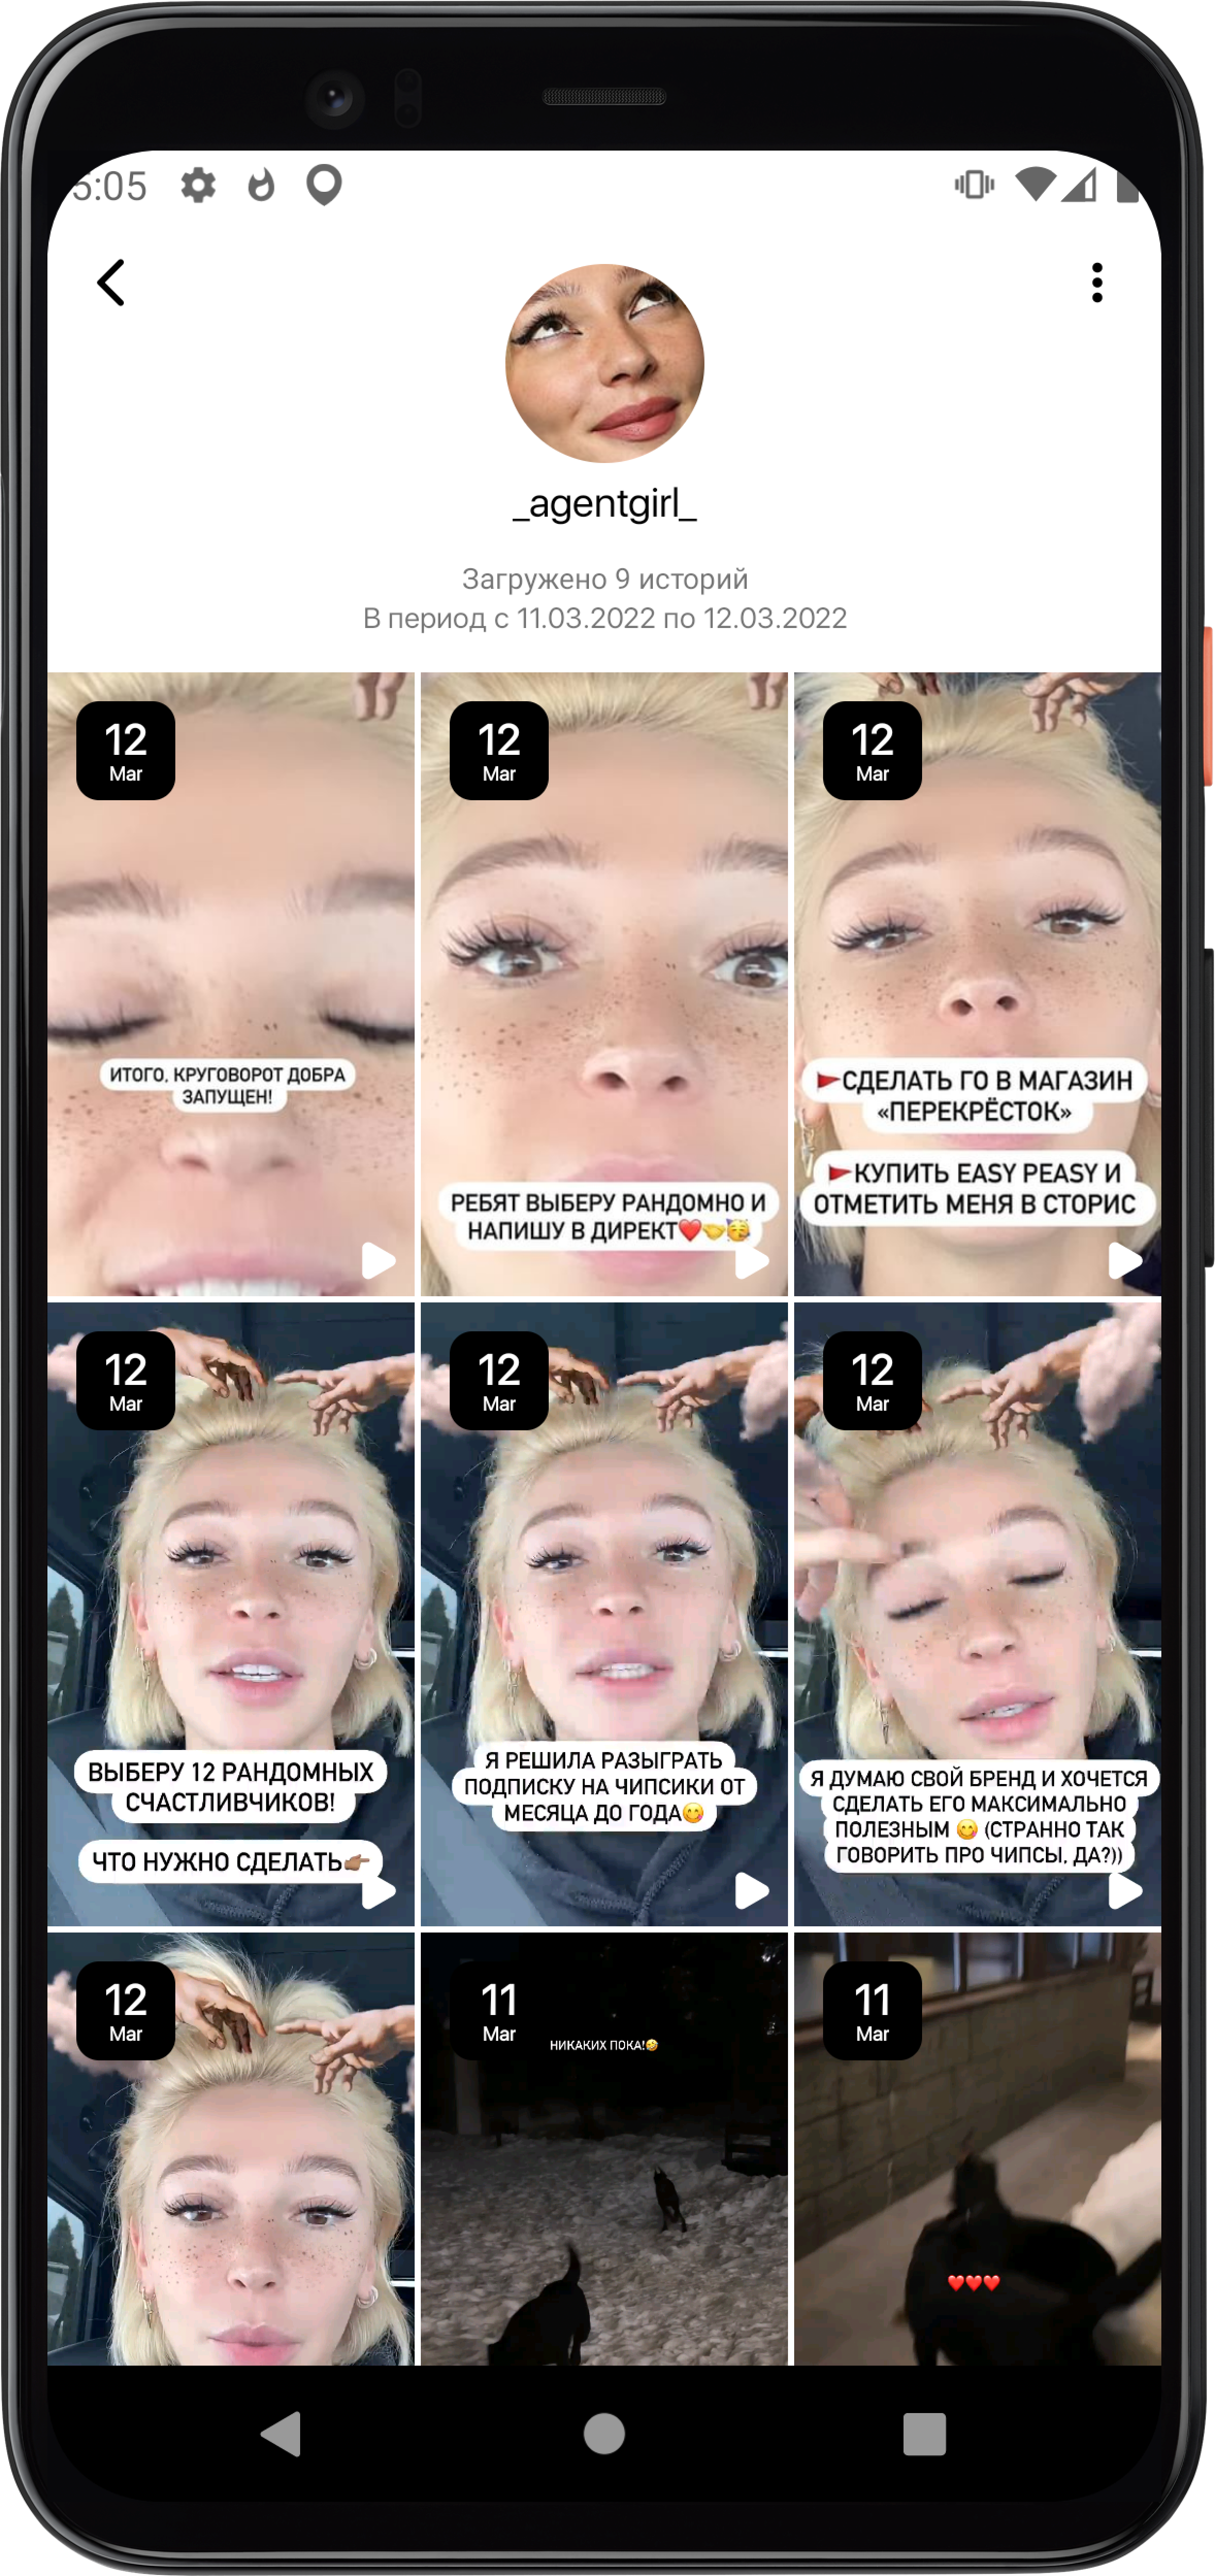 5:05
_agentgirl_
Загружено 9 историй
В период с 11.03.2022 по 12.03.2022
12
Mar
ИТОГО, КРУГОВОРОТ ДОБРА
ЗАПУЩЕН!
12
Mar
РЕБЯТ ВЫБЕРУ РАНДОМНО И
НАПИШУ В ДИРЕКТ❤️🤝🥳
12
Mar
🚩СДЕЛАТЬ ГО В МАГАЗИН
«ПЕРЕКРЁСТОК»
🚩КУПИТЬ EASY PEASY И
ОТМЕТИТЬ МЕНЯ В СТОРИС
12
Mar
ВЫБЕРУ 12 РАНДОМНЫХ
СЧАСТЛИВЧИКОВ!
ЧТО НУЖНО СДЕЛАТЬ👉🏽
12
Mar
Я РЕШИЛА РАЗЫГРАТЬ
ПОДПИСКУ НА ЧИПСИКИ ОТ
МЕСЯЦА ДО ГОДА😋
12
Mar
Я ДУМАЮ СВОЙ БРЕНД И ХОЧЕТСЯ
СДЕЛАТЬ ЕГО МАКСИМАЛЬНО
ПОЛЕЗНЫМ 😋 (СТРАННО ТАК
ГОВОРИТЬ ПРО ЧИПСЫ, ДА?))
12
Mar
11
Mar
НИКАКИХ ПОКА!🤣
11
Mar
❤️❤️❤️